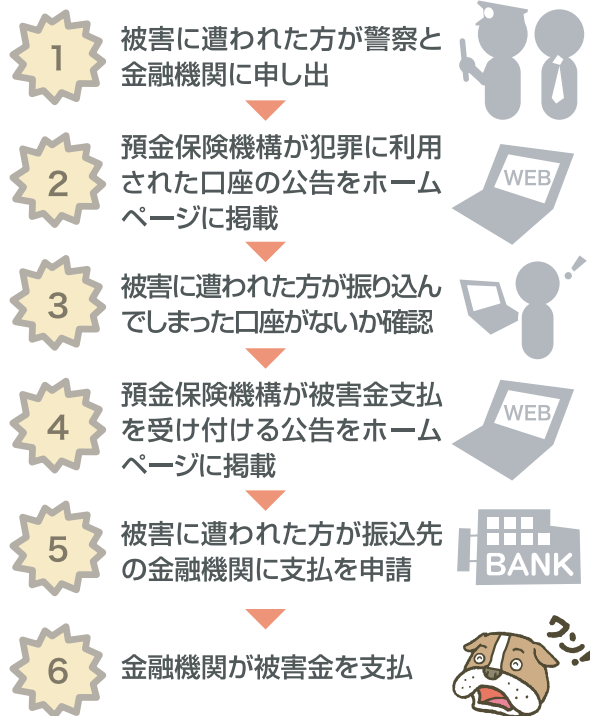 1
被害に遭われた方が警察と
金融機関に申し出
2
預金保険機構が犯罪に利用
された口座の公告をホーム
ページに掲載
WEB
3
被害に遭われた方が振り込ん
でしまった口座がないか確認
!
4
預金保険機構が被害金支払
を受け付ける公告をホーム
ページに掲載
WEB
5
被害に遭われた方が振込先
の金融機関に支払を申請
BANK
6
金融機関が被害金を支払
ワン!